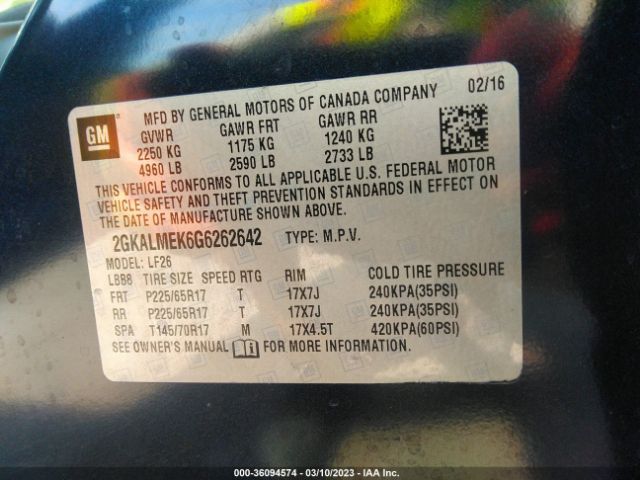 GM
MFD BY GENERAL MOTORS OF CANADA COMPANY 02/16
GVWR GAWR FRT GAWR RR
2250 KG 1175 KG 1240 KG
4960 LB 2590 LB 2733 LB
THIS VEHICLE CONFORMS TO ALL APPLICABLE U.S. FEDERAL MOTOR
VEHICLE SAFETY AND THEFT PREVENTION STANDARDS IN EFFECT ON
THE DATE OF MANUFACTURE SHOWN ABOVE.
2GKALMEK6G6262642 TYPE: M.P.V.
MODEL: LF26
LBB8 TIRE SIZE SPEED RTG RIM COLD TIRE PRESSURE
FRT P225/65R17 T 17X7J 240KPA(35PSI)
RR P225/65R17 T 17X7J 240KPA(35PSI)
SPA T145/70R17 M 17X4.5T 420KPA(60PSI)
SEE OWNER'S MANUAL FOR MORE INFORMATION.
000-36094574 / 03/10/2023 — IAA Inc.